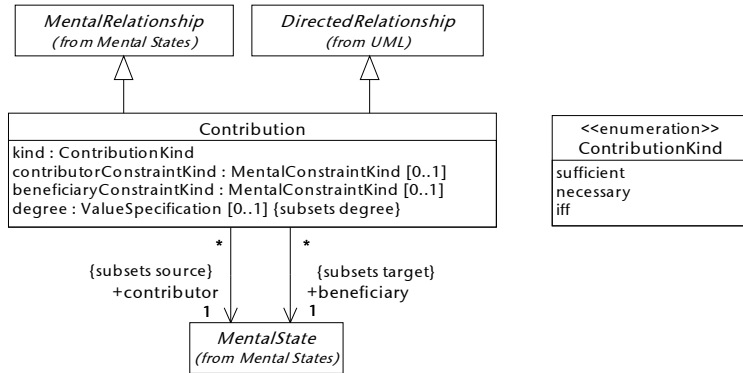 MentalRelationship
(from Mental States)
DirectedRelationship
(from UML)
Contribution
kind : ContributionKind
contributorConstraintKind : MentalConstraintKind [0..1]
beneficiaryConstraintKind : MentalConstraintKind [0..1]
degree : ValueSpecification [0..1] {subsets degree}
<<enumeration>>
ContributionKind
sufficient
necessary
iff
* *
{subsets source} {subsets target}
+contributor +beneficiary
1 1
MentalState
(from Mental States)